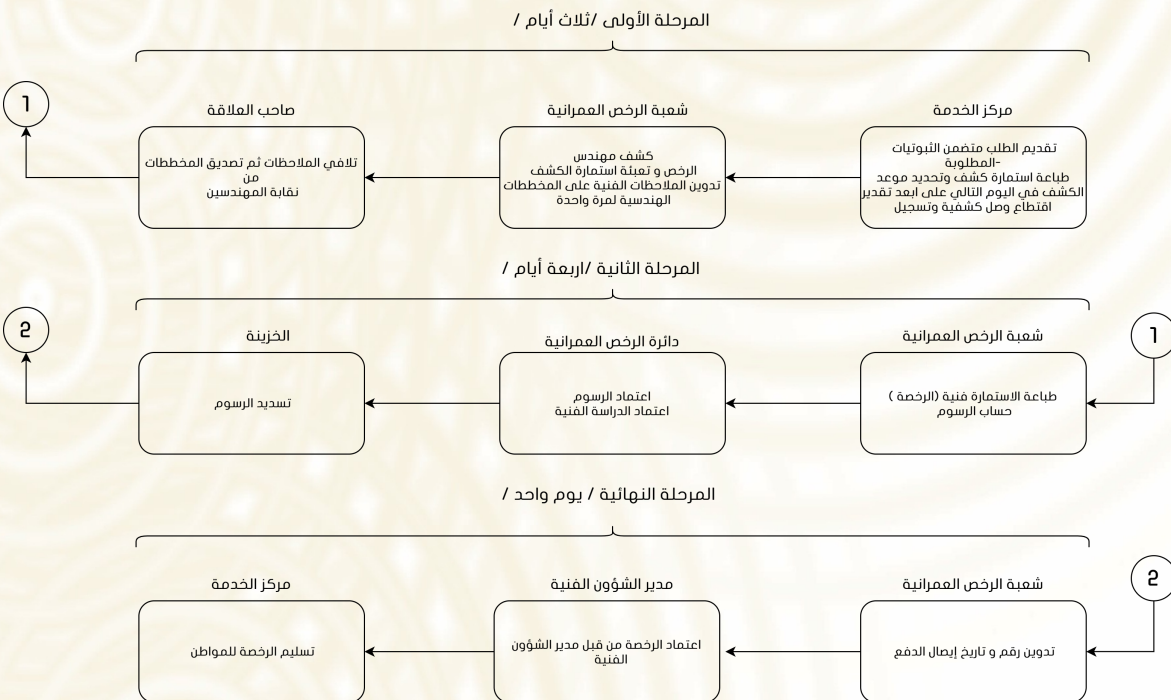 المرحلة الأولى /ثلاث أيام /
مركز الخدمة
تقديم الطلب متضمن الثبوتيات
المطلوبة-
طباعة استمارة كشف وتحديد موعد
الكشف في اليوم التالي على ابعد تقدير
اقتطاع وصل كشفية وتسجيل
شعبة الرخص العمرانية
كشف مهندس
الرخص و تعبئة استمارة الكشف
تدوين الملاحظات الفنية على المخططات
الهندسية لمرة واحدة
صاحب العلاقة
تلافي الملاحظات ثم تصديق المخططات
من
نقابة المهندسين
1
المرحلة الثانية /اربعة أيام /
1
شعبة الرخص العمرانية
طباعة الاستمارة فنية (الرخصة )
حساب الرسوم
دائرة الرخص العمرانية
اعتماد الرسوم
اعتماد الدراسة الفنية
الخزينة
تسديد الرسوم
2
المرحلة النهائية / يوم واحد /
2
شعبة الرخص العمرانية
تدوين رقم و تاريخ إيصال الدفع
مدير الشؤون الفنية
اعتماد الرخصة من قبل مدير الشؤون
الفنية
مركز الخدمة
تسليم الرخصة للمواطن